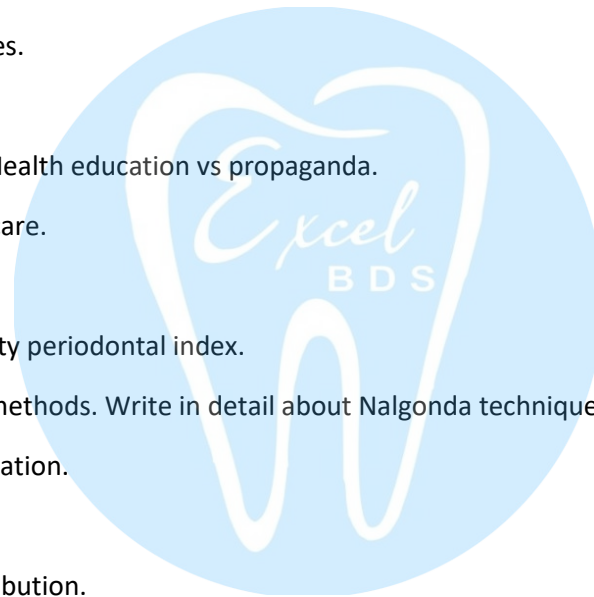 es.
Health education vs propaganda.
are.
Excel
BDS
ty periodontal index.
methods. Write in detail about Nalgonda technique
ation.
bution.